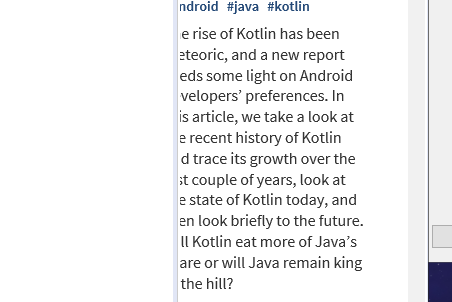 ndroid #java #kotlin
e rise of Kotlin has been
eteoric, and a new report
eds some light on Android
velopers’ preferences. In
is article, we take a look at
e recent history of Kotlin
d trace its growth over the
st couple of years, look at
e state of Kotlin today, and
en look briefly to the future.
ll Kotlin eat more of Java’s
are or will Java remain king
the hill?